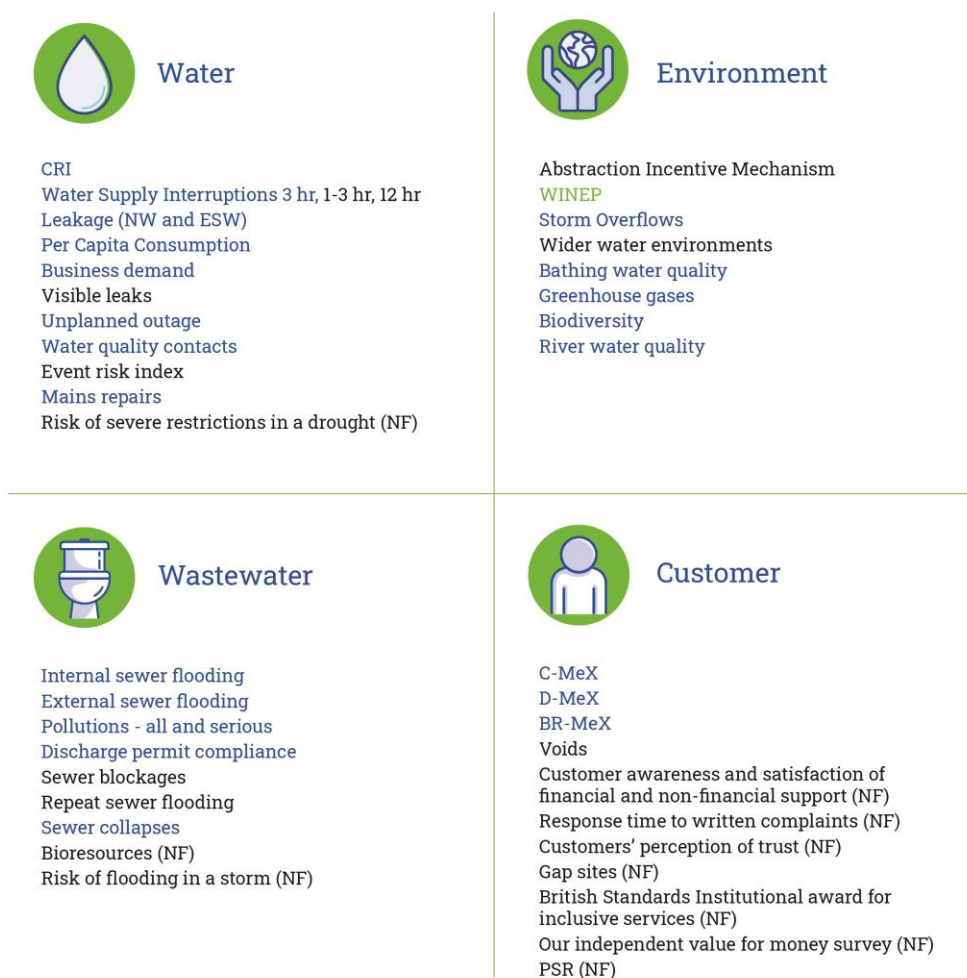 Water
CRI
Water Supply Interruptions 3 hr, 1-3 hr, 12 hr
Leakage (NW and ESW)
Per Capita Consumption
Business demand
Visible leaks
Unplanned outage
Water quality contacts
Event risk index
Mains repairs
Risk of severe restrictions in a drought (NF)
Environment
Abstraction Incentive Mechanism
WINEP
Storm Overflows
Wider water environments
Bathing water quality
Greenhouse gases
Biodiversity
River water quality
Wastewater
Internal sewer flooding
External sewer flooding
Pollutions - all and serious
Discharge permit compliance
Sewer blockages
Repeat sewer flooding
Sewer collapses
Bioresources (NF)
Risk of flooding in a storm (NF)
Customer
C-MeX
D-MeX
BR-MeX
Voids
Customer awareness and satisfaction of
financial and non-financial support (NF)
Response time to written complaints (NF)
Customers' perception of trust (NF)
Gap sites (NF)
British Standards Institutional award for
inclusive services (NF)
Our independent value for money survey (NF)
PSR (NF)